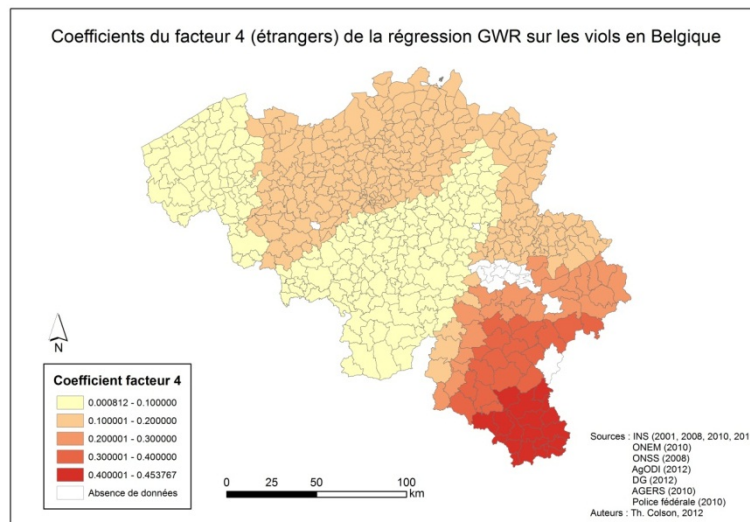 Coefficients du facteur 4 (étrangers) de la régression GWR sur les viols en Belgique
N
Coefficient facteur 4
0.000812 - 0.100000
0.100001 - 0.200000
0.200001 - 0.300000
0.300001 - 0.400000
0.400001 - 0.453767
Absence de données
0 25 50 100
km
Sources : INS (2001, 2008, 2010, 201
ONEM (2010)
ONSS (2008)
AgODI (2012)
DG (2012)
AGERS (2010)
Police fédérale (2010)
Auteurs : Th. Colson, 2012